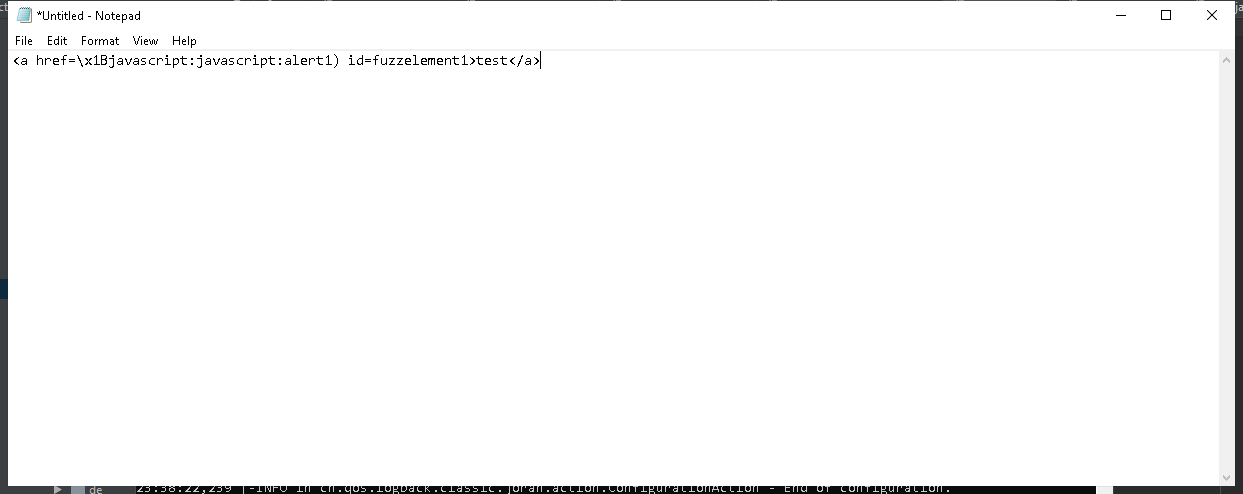 *Untitled - Notepad
File Edit Format View Help
<a href=\x1Bjavascript:javascript:alert1) id=fuzzelement1>test</a>
de 23:38:22,239 |-INFO in ch.qos.logback.classic.joran.action.ConfigurationAction - End of configuration.